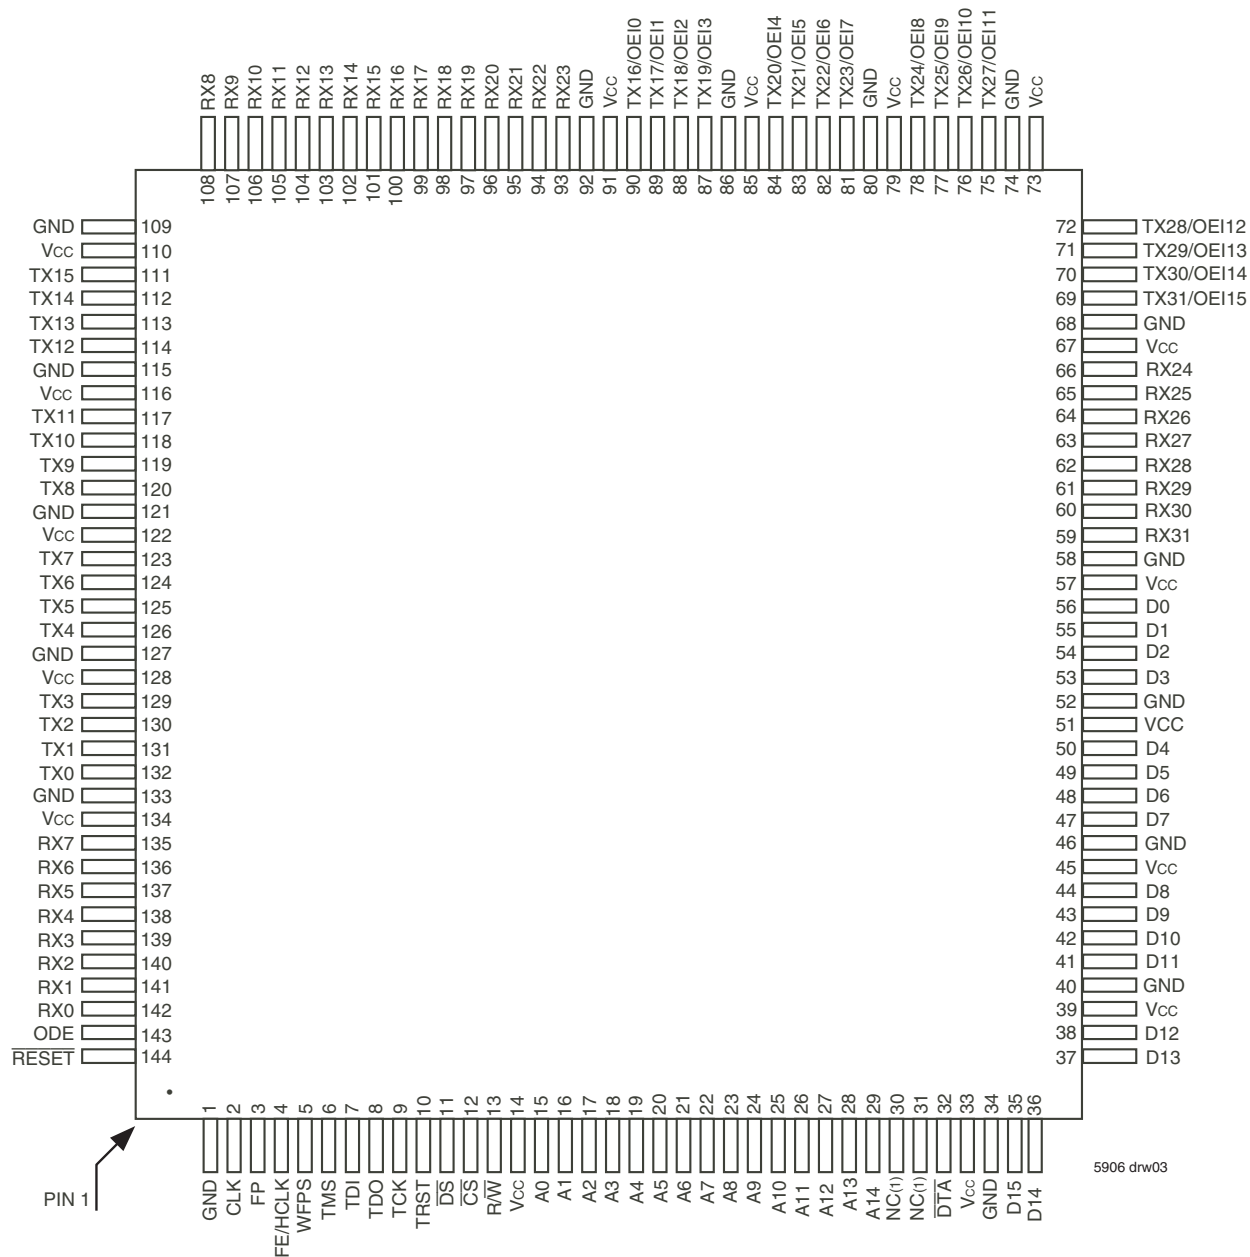 RX8
RX9
RX10
RX11
RX12
RX13
RX14
RX15
RX16
RX17
RX18
RX19
RX20
RX21
RX22
RX23
GND
Vcc
TX16/OEI0
TX17/OEI1
TX18/OEI2
TX19/OEI3
GND
Vcc
TX20/OEI4
TX21/OEI5
TX22/OEI6
TX23/OEI7
GND
Vcc
TX24/OEI8
TX25/OEI9
TX26/OEI10
TX27/OEI11
GND
Vcc
108
107
106
105
104
103
102
101
100
99
98
97
96
95
94
93
92
91
90
89
88
87
86
85
84
83
82
81
80
79
78
77
76
75
74
73
GND 109
Vcc 110
TX15 111
TX14 112
TX13 113
TX12 114
GND 115
Vcc 116
TX11 117
TX10 118
TX9 119
TX8 120
GND 121
Vcc 122
TX7 123
TX6 124
TX5 125
TX4 126
GND 127
Vcc 128
TX3 129
TX2 130
TX1 131
TX0 132
GND 133
Vcc 134
RX7 135
RX6 136
RX5 137
RX4 138
RX3 139
RX2 140
RX1 141
RX0 142
ODE 143
RESET 144
72 TX28/OEI12
71 TX29/OEI13
70 TX30/OEI14
69 TX31/OEI15
68 GND
67 Vcc
66 RX24
65 RX25
64 RX26
63 RX27
62 RX28
61 RX29
60 RX30
59 RX31
58 GND
57 Vcc
56 D0
55 D1
54 D2
53 D3
52 GND
51 VCC
50 D4
49 D5
48 D6
47 D7
46 GND
45 Vcc
44 D8
43 D9
42 D10
41 D11
40 GND
39 Vcc
38 D12
37 D13
1
2
3
4
5
6
7
8
9
10
11
12
13
14
15
16
17
18
19
20
21
22
23
24
25
26
27
28
29
30
31
32
33
34
35
36
GND
CLK
FP
FE/HCLK
WFPS
TMS
TDI
TDO
TCK
TRST
DS
CS
R/W
Vcc
A0
A1
A2
A3
A4
A5
A6
A7
A8
A9
A10
A11
A12
A13
A14
NC(1)
NC(1)
DTA
Vcc
GND
D15
D14
PIN 1
5906 drw03